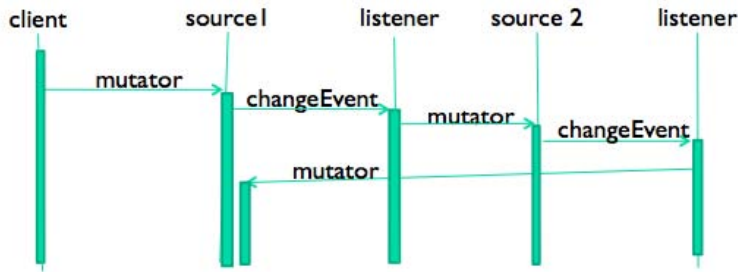 client source1 listener source 2 listener
mutator
changeEvent
mutator
changeEvent
mutator